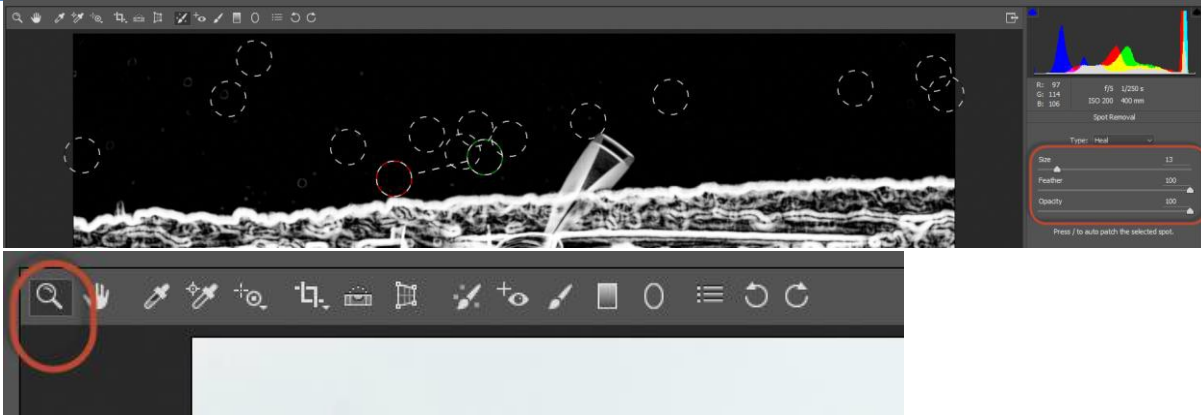 R: 97
G: 114
B: 106
f/5 1/250 s
ISO 200 400 mm
Spot Removal
Type: Heal
Size 13
Feather 100
Opacity 100
Press / to auto patch the selected spot.